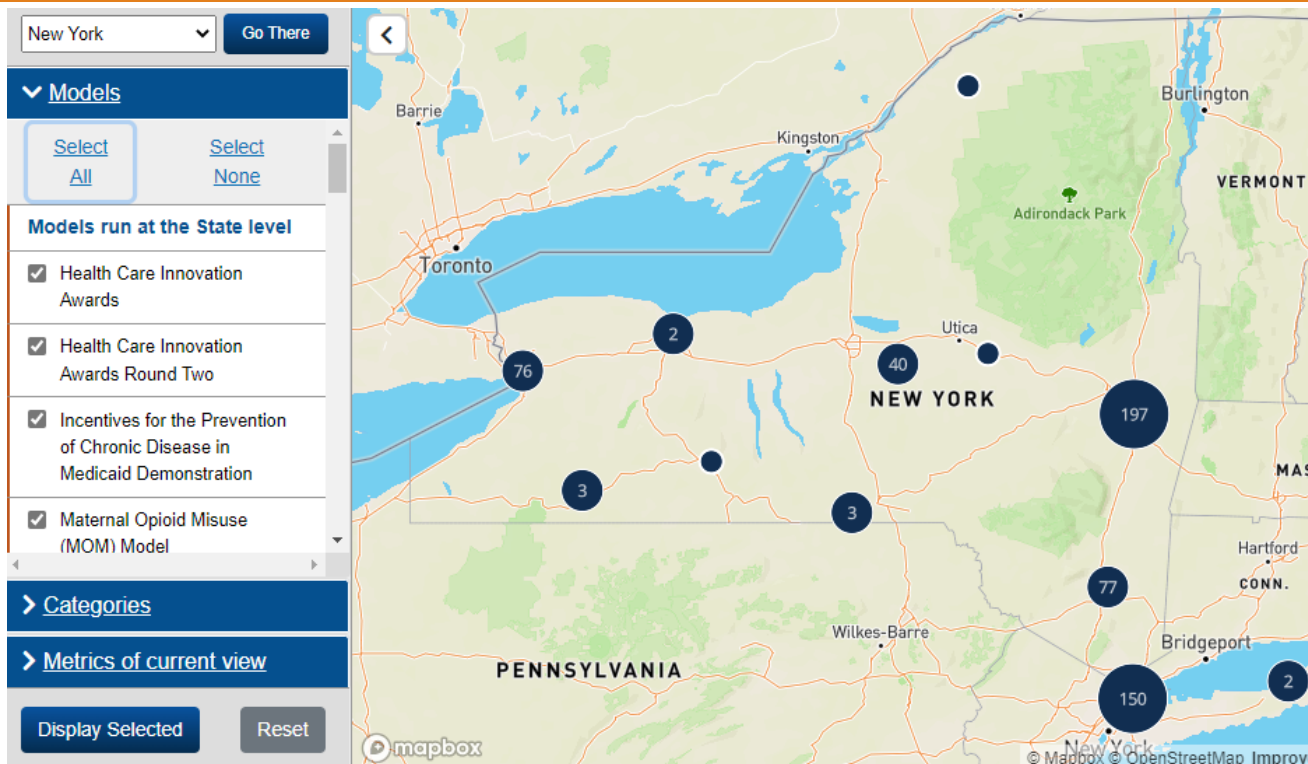 New York
Go There
Models
Select
All
Select
None
Models run at the State level
Health Care Innovation
Awards
Health Care Innovation
Awards Round Two
Incentives for the Prevention
of Chronic Disease in
Medicaid Demonstration
Maternal Opioid Misuse
(MOM) Model
Categories
Metrics of current view
Display Selected
Reset
Barrie
Kingston
Burlington
VERMONT
Adirondack Park
Toronto
2
Utica
76
40
NEW YORK
197
3
3
MAS
Hartford
77
CONN.
Wilkes-Barre
Bridgeport
PENNSYLVANIA
2
150
New York
mapbox
© Mapbox © OpenStreetMap Improv